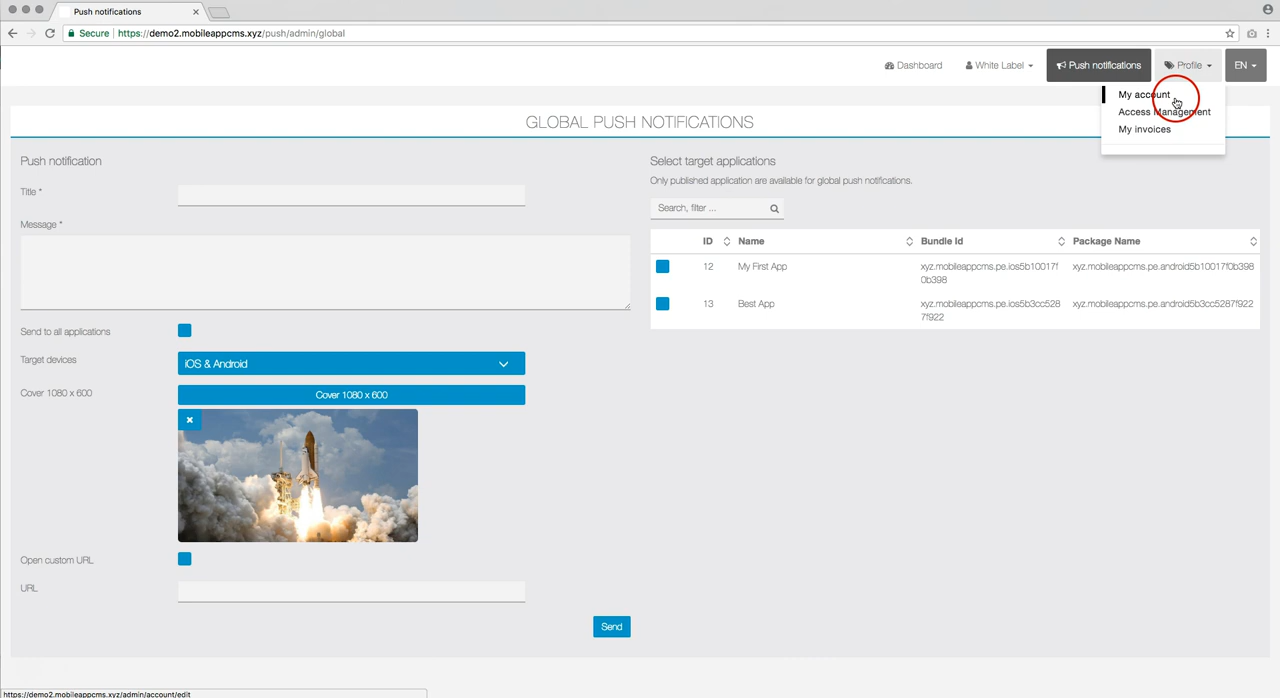 Push notifications
Secure https://demo2.mobileappcms.xyz/push/admin/global
Dashboard
White Label
Push notifications
Profile
EN
My account
Access Management
My invoices
GLOBAL PUSH NOTIFICATIONS
Push notification
Title *
Message *
Send to all applications
Target devices
iOS & Android
Cover 1080 x 600
Cover 1080 x 600
Open custom URL
URL
Send
Select target applications
Only published application are available for global push notifications.
Search, filter ...
ID Name Bundle Id Package Name
12 My First App xyz.mobileappcms.pe.ios5b10017f xyz.mobileappcms.pe.android5b10017f0b398
0b398
13 Best App xyz.mobileappcms.pe.ios5b3cc528 xyz.mobileappcms.pe.android5b3cc5287f922
7f922
https://demo2.mobileappcms.xyz/admin/account/edit